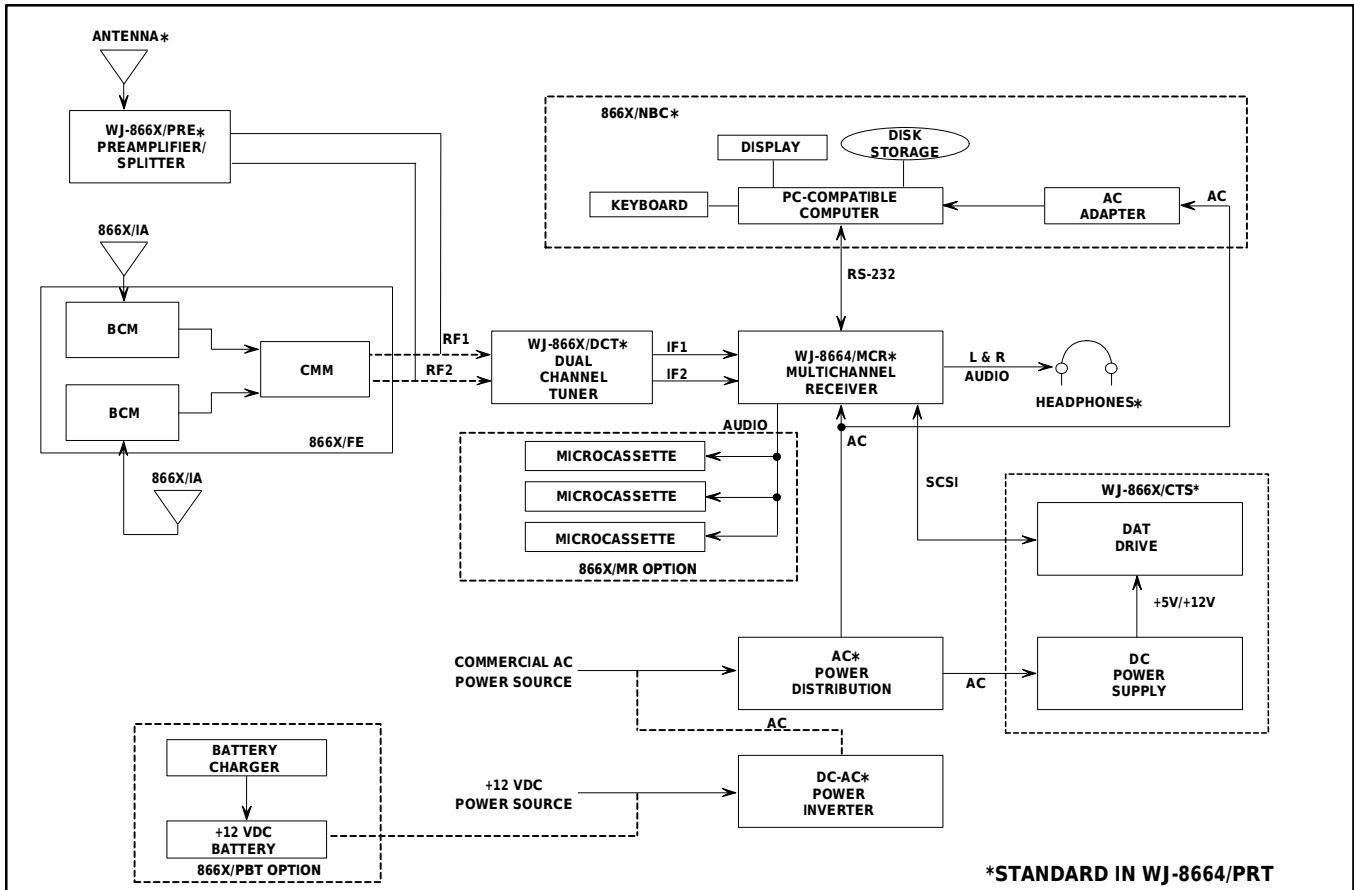 ANTENNA*
WJ-866X/PRE*
PREAMPLIFIER/
SPLITTER
866X/IA
BCM
BCM
CMM
866X/FE
866X/IA
RF1
RF2
WJ-866X/DCT*
DUAL
CHANNEL
TUNER
IF1
IF2
866X/NBC*
DISPLAY
DISK
STORAGE
KEYBOARD
PC-COMPATIBLE
COMPUTER
AC
ADAPTER
AC
RS-232
WJ-8664/MCR*
MULTICHANNEL
RECEIVER
L & R
AUDIO
HEADPHONES*
AUDIO
AC
MICROCASSETTE
MICROCASSETTE
MICROCASSETTE
866X/MR OPTION
SCSI
WJ-866X/CTS*
DAT
DRIVE
+5V/+12V
DC
POWER
SUPPLY
COMMERCIAL AC
POWER SOURCE
AC*
POWER
DISTRIBUTION
AC
AC
BATTERY
CHARGER
+12 VDC
BATTERY
866X/PBT OPTION
+12 VDC
POWER SOURCE
DC-AC*
POWER
INVERTER
*STANDARD IN WJ-8664/PRT